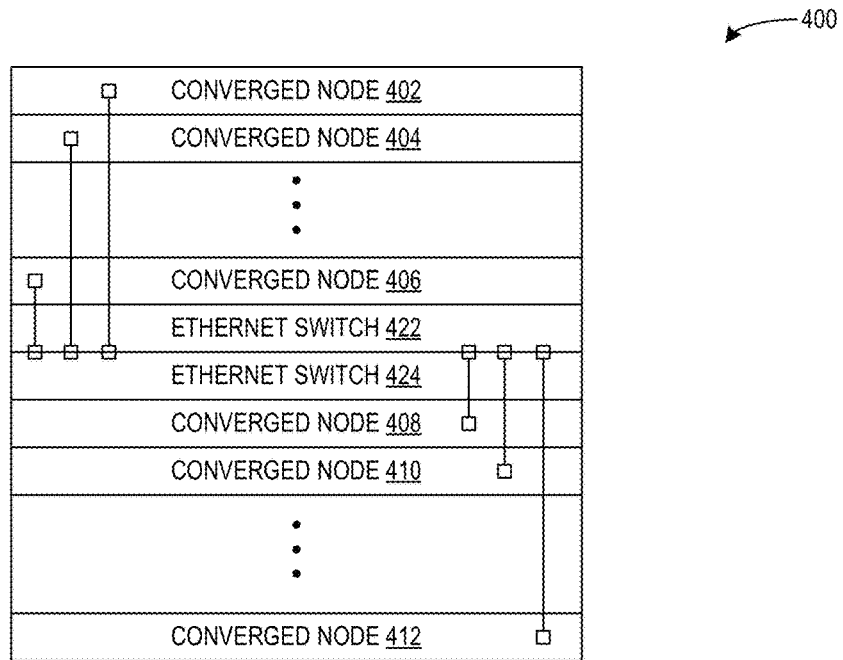 400
CONVERGED NODE 402
CONVERGED NODE 404
CONVERGED NODE 406
ETHERNET SWITCH 422
ETHERNET SWITCH 424
CONVERGED NODE 408
CONVERGED NODE 410
CONVERGED NODE 412